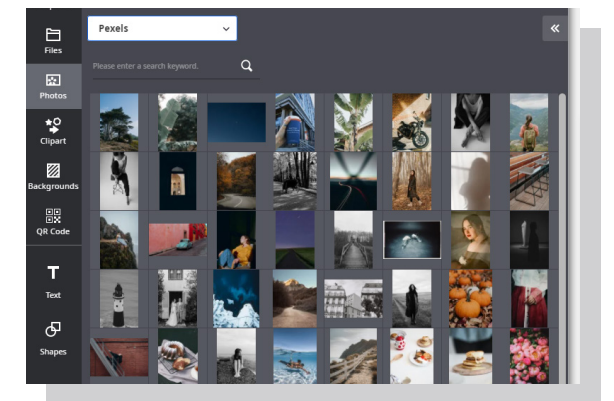 Pexels
Files
Please enter a search keyword.
Photos
Clipart
Backgrounds
QR Code
T
Text
Shapes